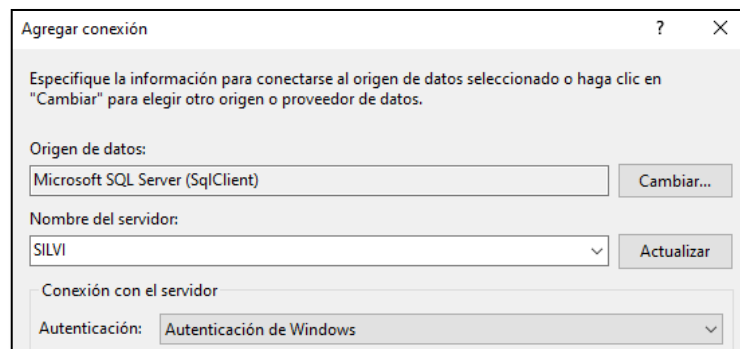 Agregar conexión
Especifique la información para conectarse al origen de datos seleccionado o haga clic en
"Cambiar" para elegir otro origen o proveedor de datos.
Origen de datos:
Microsoft SQL Server (SqlClient)
Cambiar...
Nombre del servidor:
SILVI
Actualizar
Conexión con el servidor
Autenticación: Autenticación de Windows